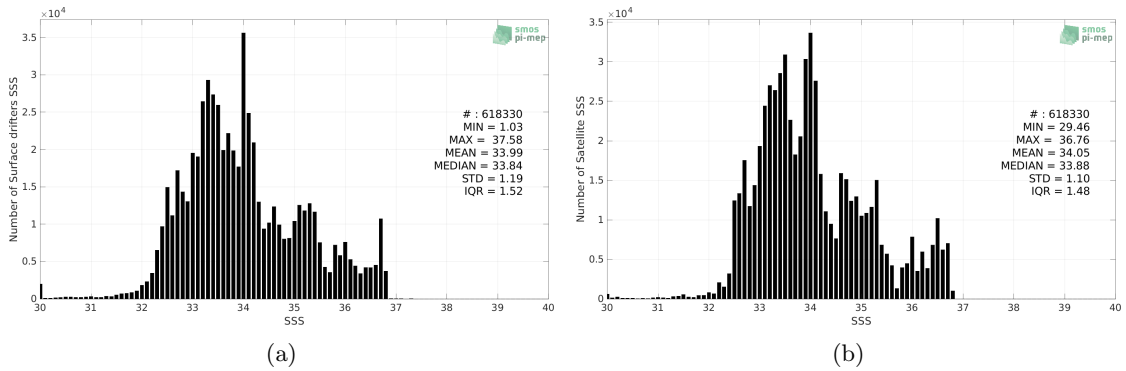 ×10⁴
smos
pi-mep
3.5
3
2.5
2
1.5
1
0.5
0
Number of Surface drifters SSS
# : 618330
MIN = 1.03
MAX = 37.58
MEAN = 33.99
MEDIAN = 33.84
STD = 1.19
IQR = 1.52
30 31 32 33 34 35 36 37 38 39 40
SSS
(a)
×10⁴
smos
pi-mep
3.5
3
2.5
2
1.5
1
0.5
0
Number of Satellite SSS
# : 618330
MIN = 29.46
MAX = 36.76
MEAN = 34.05
MEDIAN = 33.88
STD = 1.10
IQR = 1.48
30 31 32 33 34 35 36 37 38 39 40
SSS
(b)